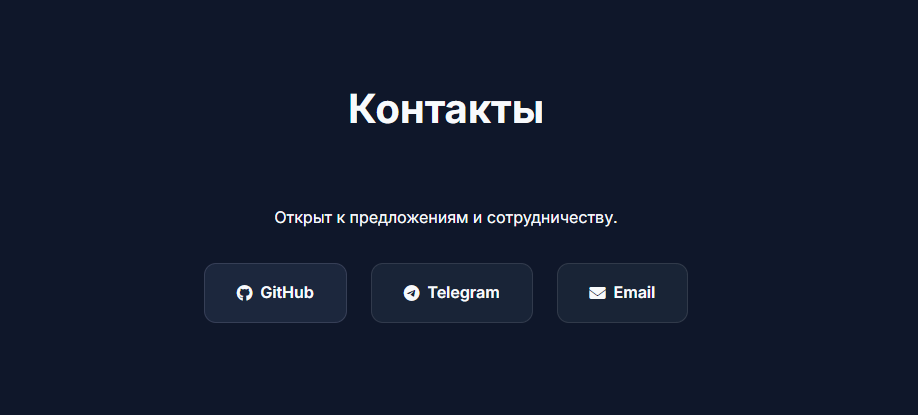 Контакты
Открыт к предложениям и сотрудничеству.
GitHub Telegram Email